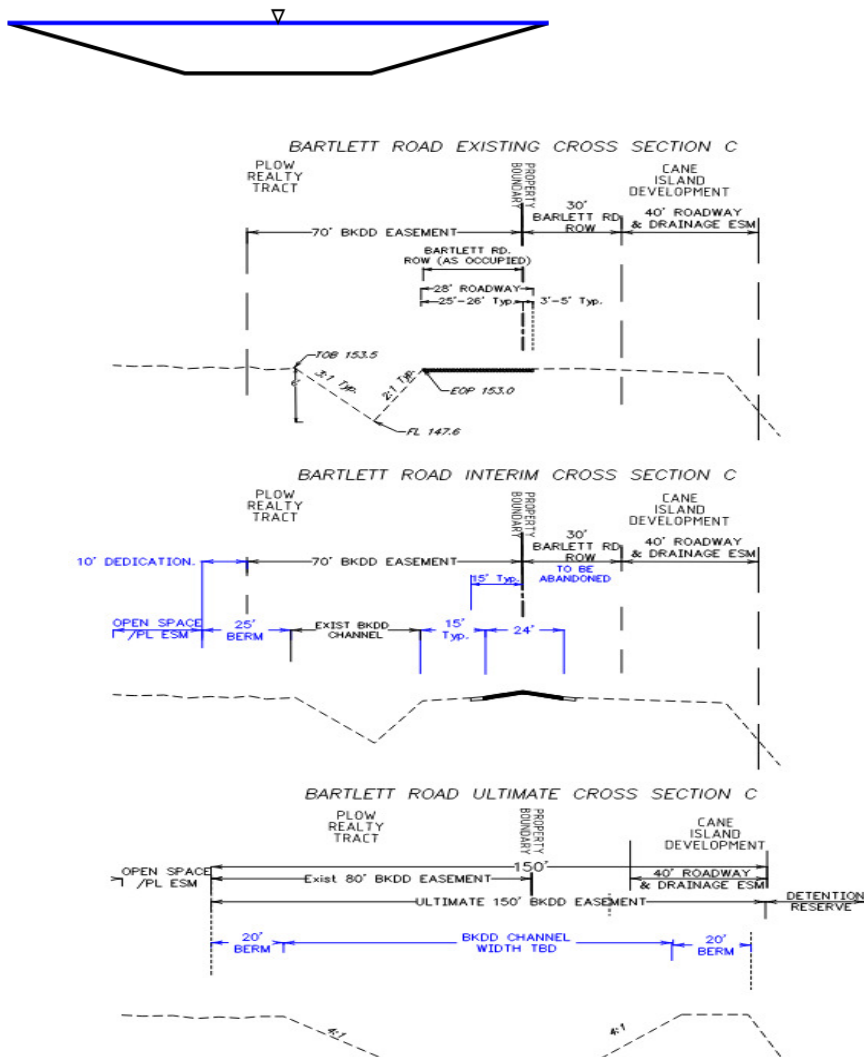 BARTLETT ROAD EXISTING CROSS SECTION C
PLOW
REALTY
TRACT
PROPERTY
BOUNDARY
CANE
ISLAND
DEVELOPMENT
70' BKDD EASEMENT
30'
BARLETT RD.
ROW
40' ROADWAY
& DRAINAGE ESM
BARTLETT RD.
ROW (AS OCCUPIED)
28' ROADWAY
25'-26' Typ.
3'-5' Typ.
TOB 153.5
3:1 Typ.
2:1 Typ.
EOP 153.0
FL 147.6
BARTLETT ROAD INTERIM CROSS SECTION C
PLOW
REALTY
TRACT
PROPERTY
BOUNDARY
CANE
ISLAND
DEVELOPMENT
10' DEDICATION.
70' BKDD EASEMENT
30'
BARLETT RD.
ROW
TO BE
ABANDONED
40' ROADWAY
& DRAINAGE ESM
15' Typ.
OPEN SPACE
/PL ESM
25'
BERM
EXIST BKDD
CHANNEL
15'
Typ.
24'
BARTLETT ROAD ULTIMATE CROSS SECTION C
PLOW
REALTY
TRACT
PROPERTY
BOUNDARY
CANE
ISLAND
DEVELOPMENT
150'
OPEN SPACE
/PL ESM
Exist 80' BKDD EASEMENT
40' ROADWAY
& DRAINAGE ESM
ULTIMATE 150' BKDD EASEMENT
DETENTION
RESERVE
20'
BERM
BKDD CHANNEL
WIDTH TBD
20'
BERM
4:1
4:1